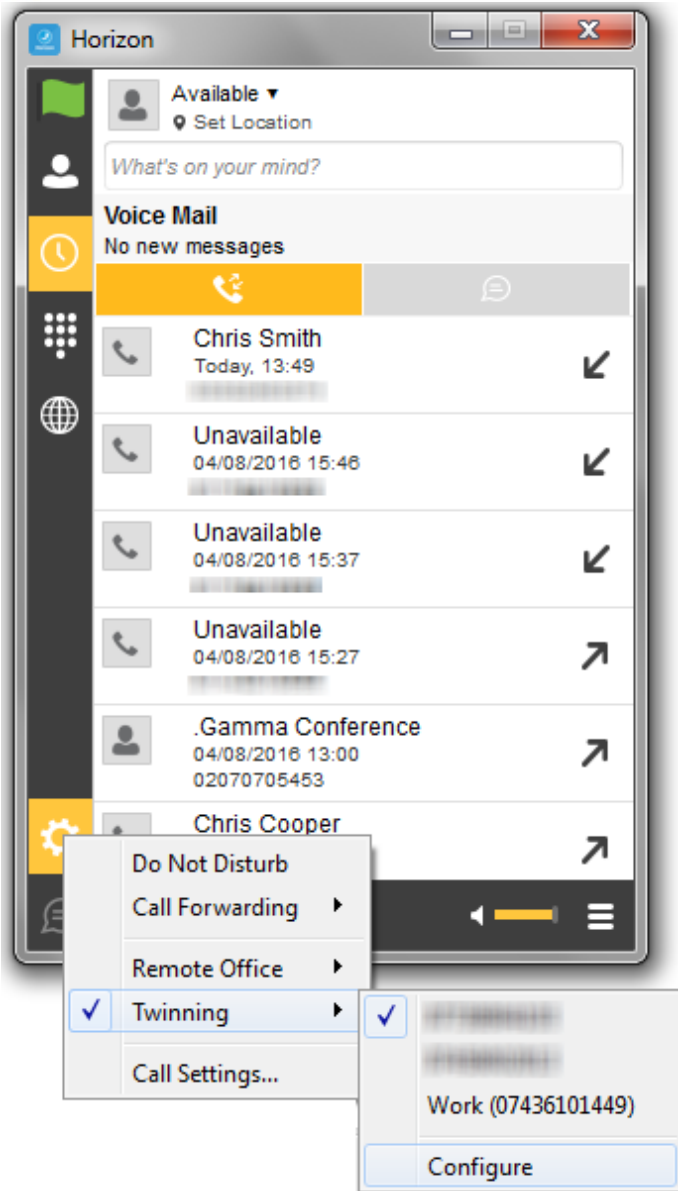 Horizon
Available ▾
Set Location
What's on your mind?
Voice Mail
No new messages
Chris Smith
Today, 13:49
Unavailable
04/08/2016 15:46
Unavailable
04/08/2016 15:37
Unavailable
04/08/2016 15:27
.Gamma Conference
04/08/2016 13:00
02070705453
Chris Cooper
Do Not Disturb
Call Forwarding
Remote Office
Twinning
Call Settings...
Work (07436101449)
Configure